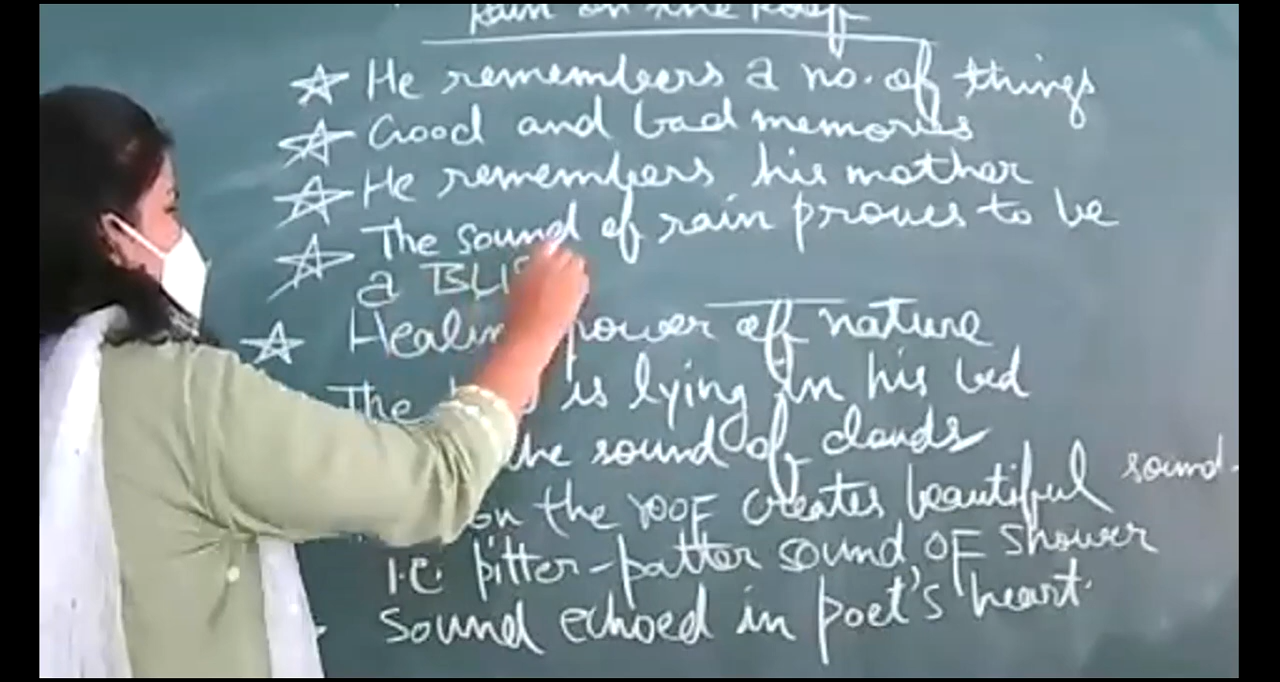 Rain on the Roof
He remembers a no. of things
Good and bad memories
He remembers his mother
The sound of rain proves to be
a BLIS
Healing power of nature
The is lying in his bed
the sound of clouds
on the roof creates beautiful sound.
i.e. pitter-patter sound of shower
Sound echoed in poet's heart.